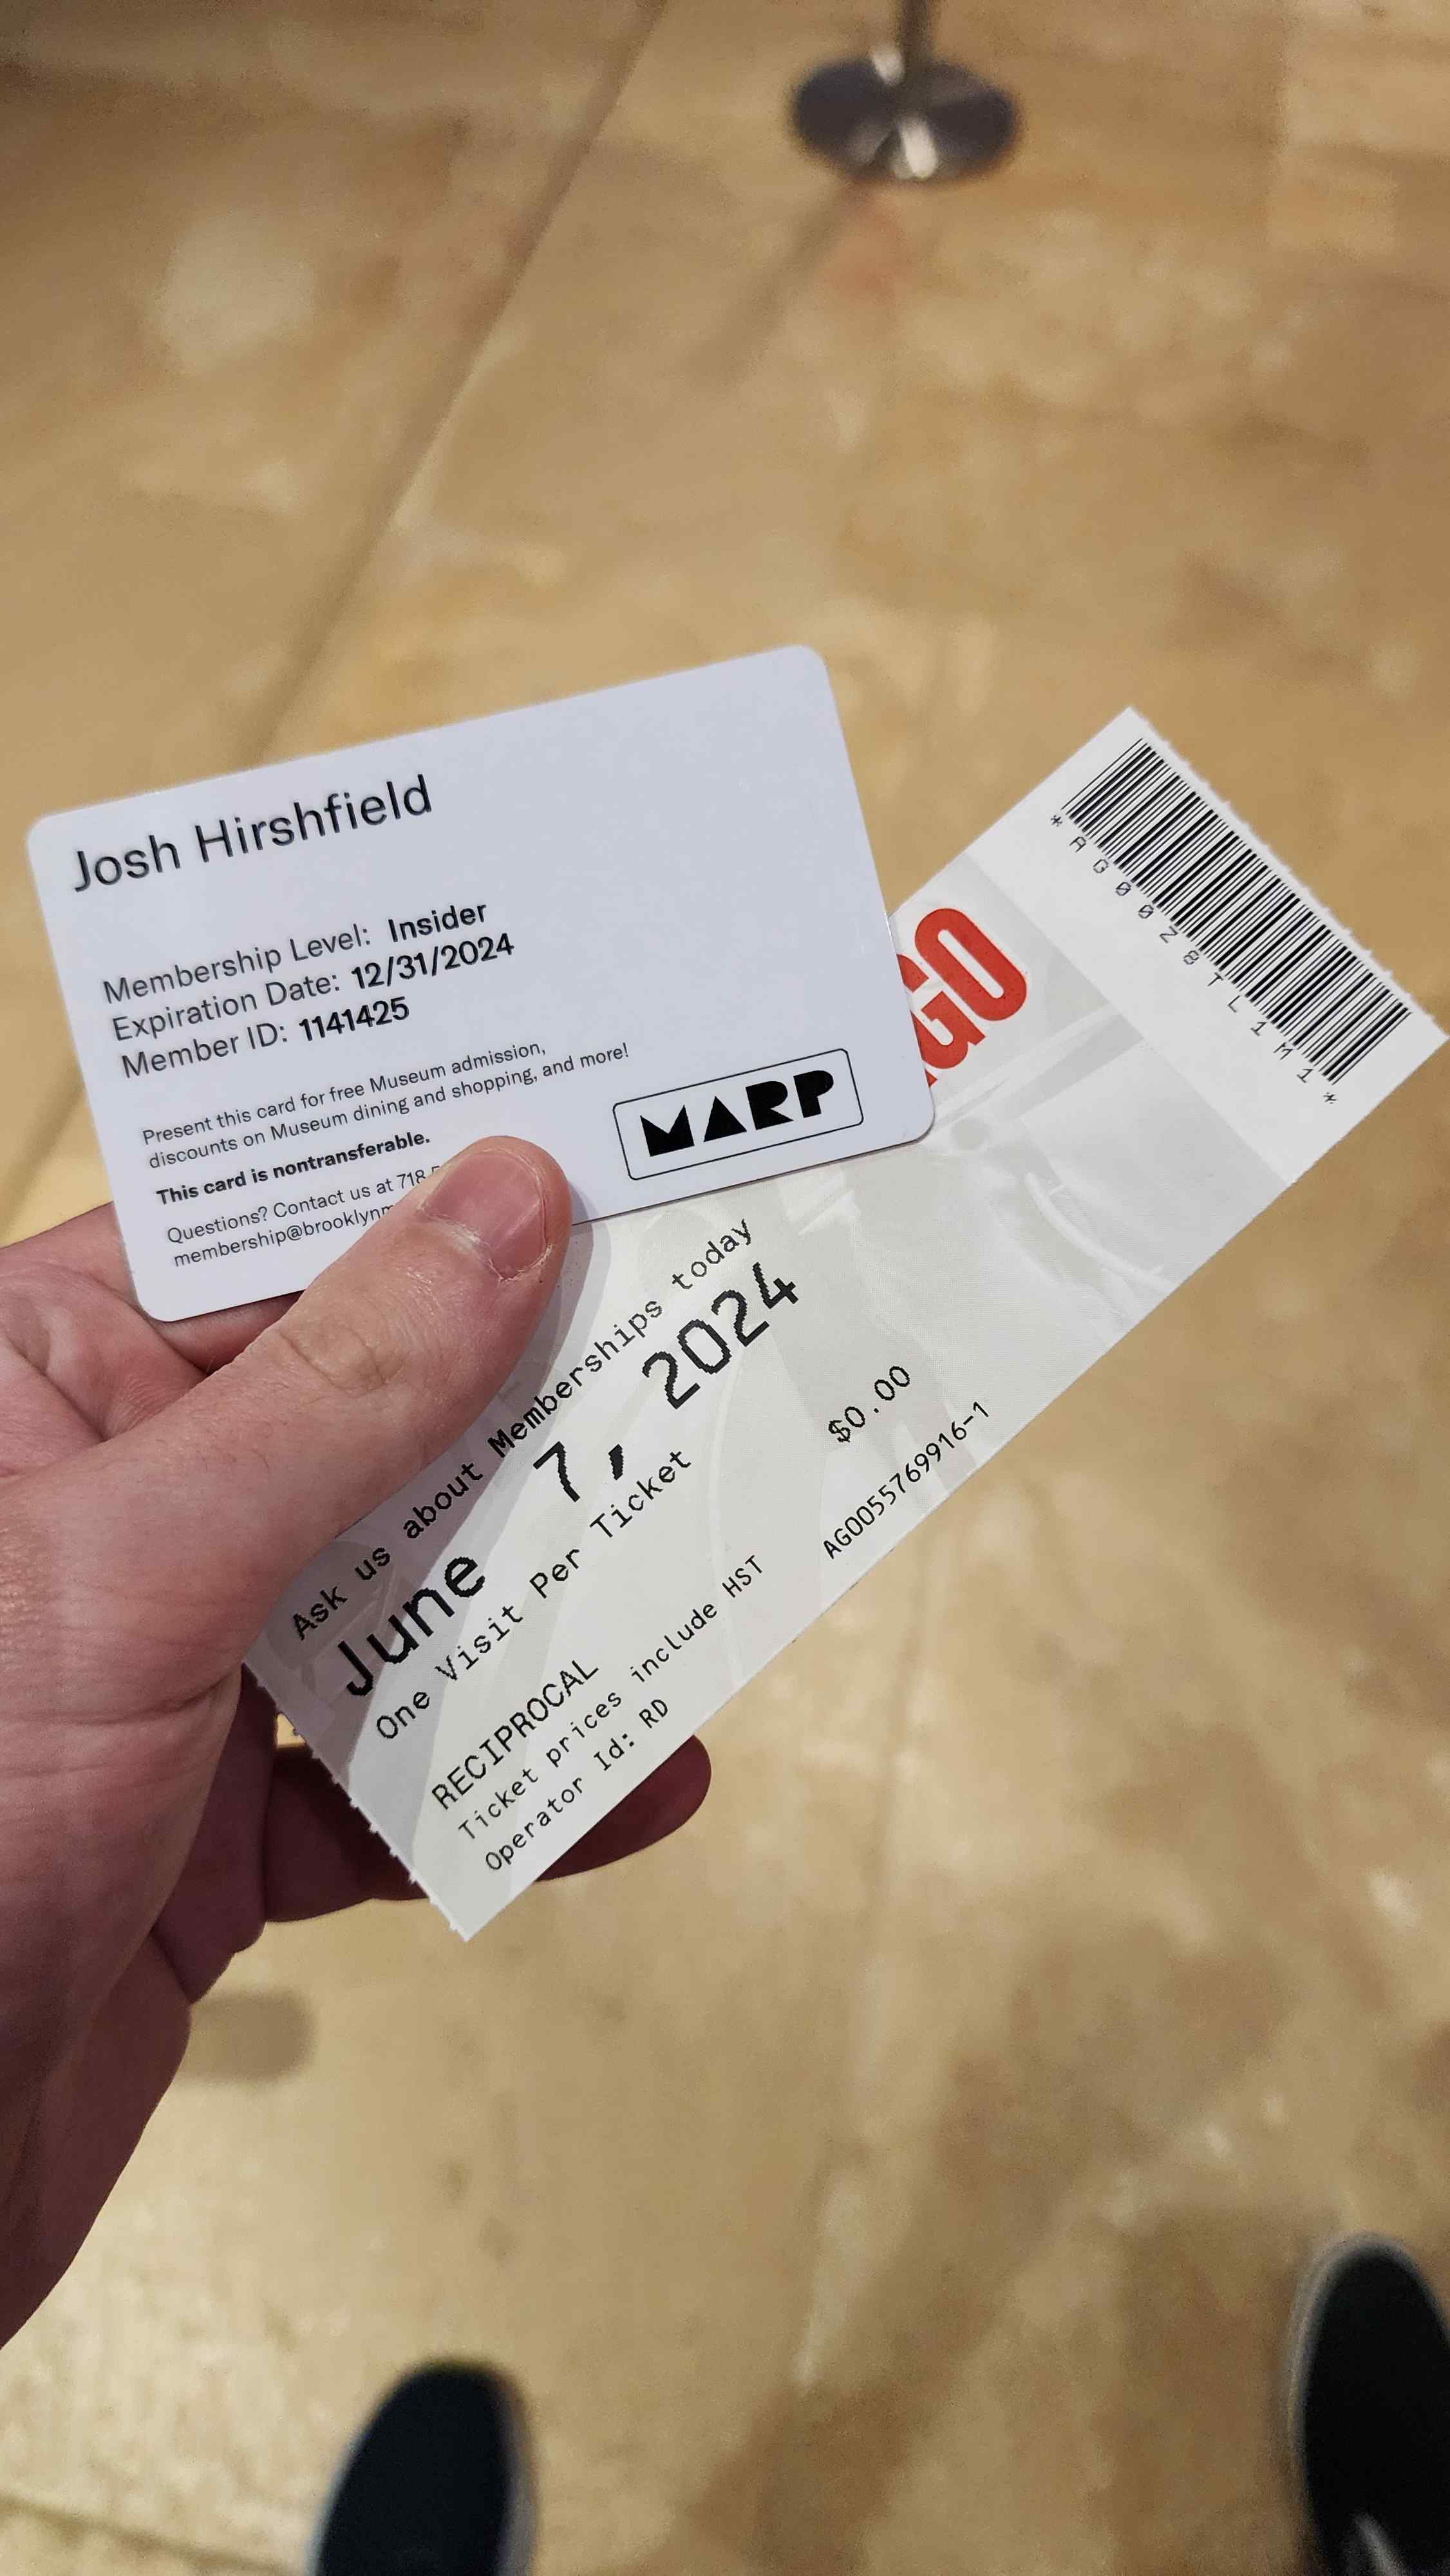 Josh Hirshfield
Membership Level: Insider
Expiration Date: 12/31/2024
Member ID: 1141425
Present this card for free Museum admission,
discounts on Museum dining and shopping, and more!
This card is nontransferable.
Questions? Contact us at 718
membership@brooklynm
MARP
GO
*AG00Z8TL1M1*
Ask us about Memberships today
June 7, 2024
One Visit Per Ticket
$0.00
RECIPROCAL
AGO055769916-1
Ticket prices include HST
Operator Id: RD